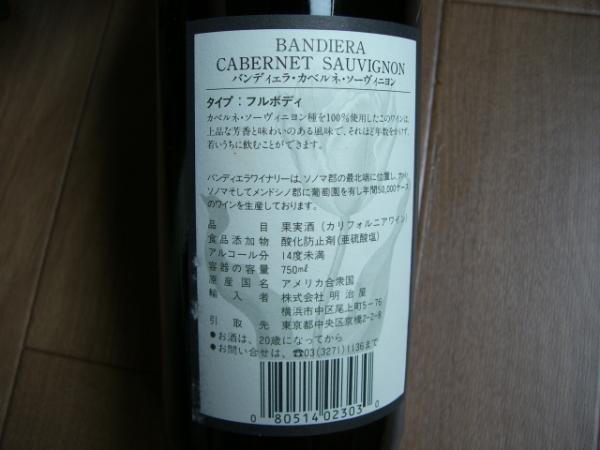 BANDIERA
CABERNET SAUVIGNON
バンディエラ・カベルネ・ソーヴィニヨン
タイプ：フルボディ
カベルネ・ソーヴィニヨン種を100%使用したこのワインは、
上品な芳香と味わいのある風味で、それほど年数をかけず、
若いうちに飲むことができます。
バンディエラワイナリーは、ソノマ郡の最北端に位置し、
ソノマそしてメンドシノ郡に葡萄園を有し年間50,000ケース
のワインを生産しております。
品目 果実酒(カリフォルニアワイン)
食品添加物 酸化防止剤(亜硫酸塩)
アルコール分 14度未満
容器の容量 750mℓ
原産国名 アメリカ合衆国
輸入者 株式会社 明治屋
横浜市中区尾上町5-76
引取先 東京都中央区京橋2-2-8
●お酒は、20歳になってから
●お問い合せは、☎03(3271)1136まで
0 80514 02303 0